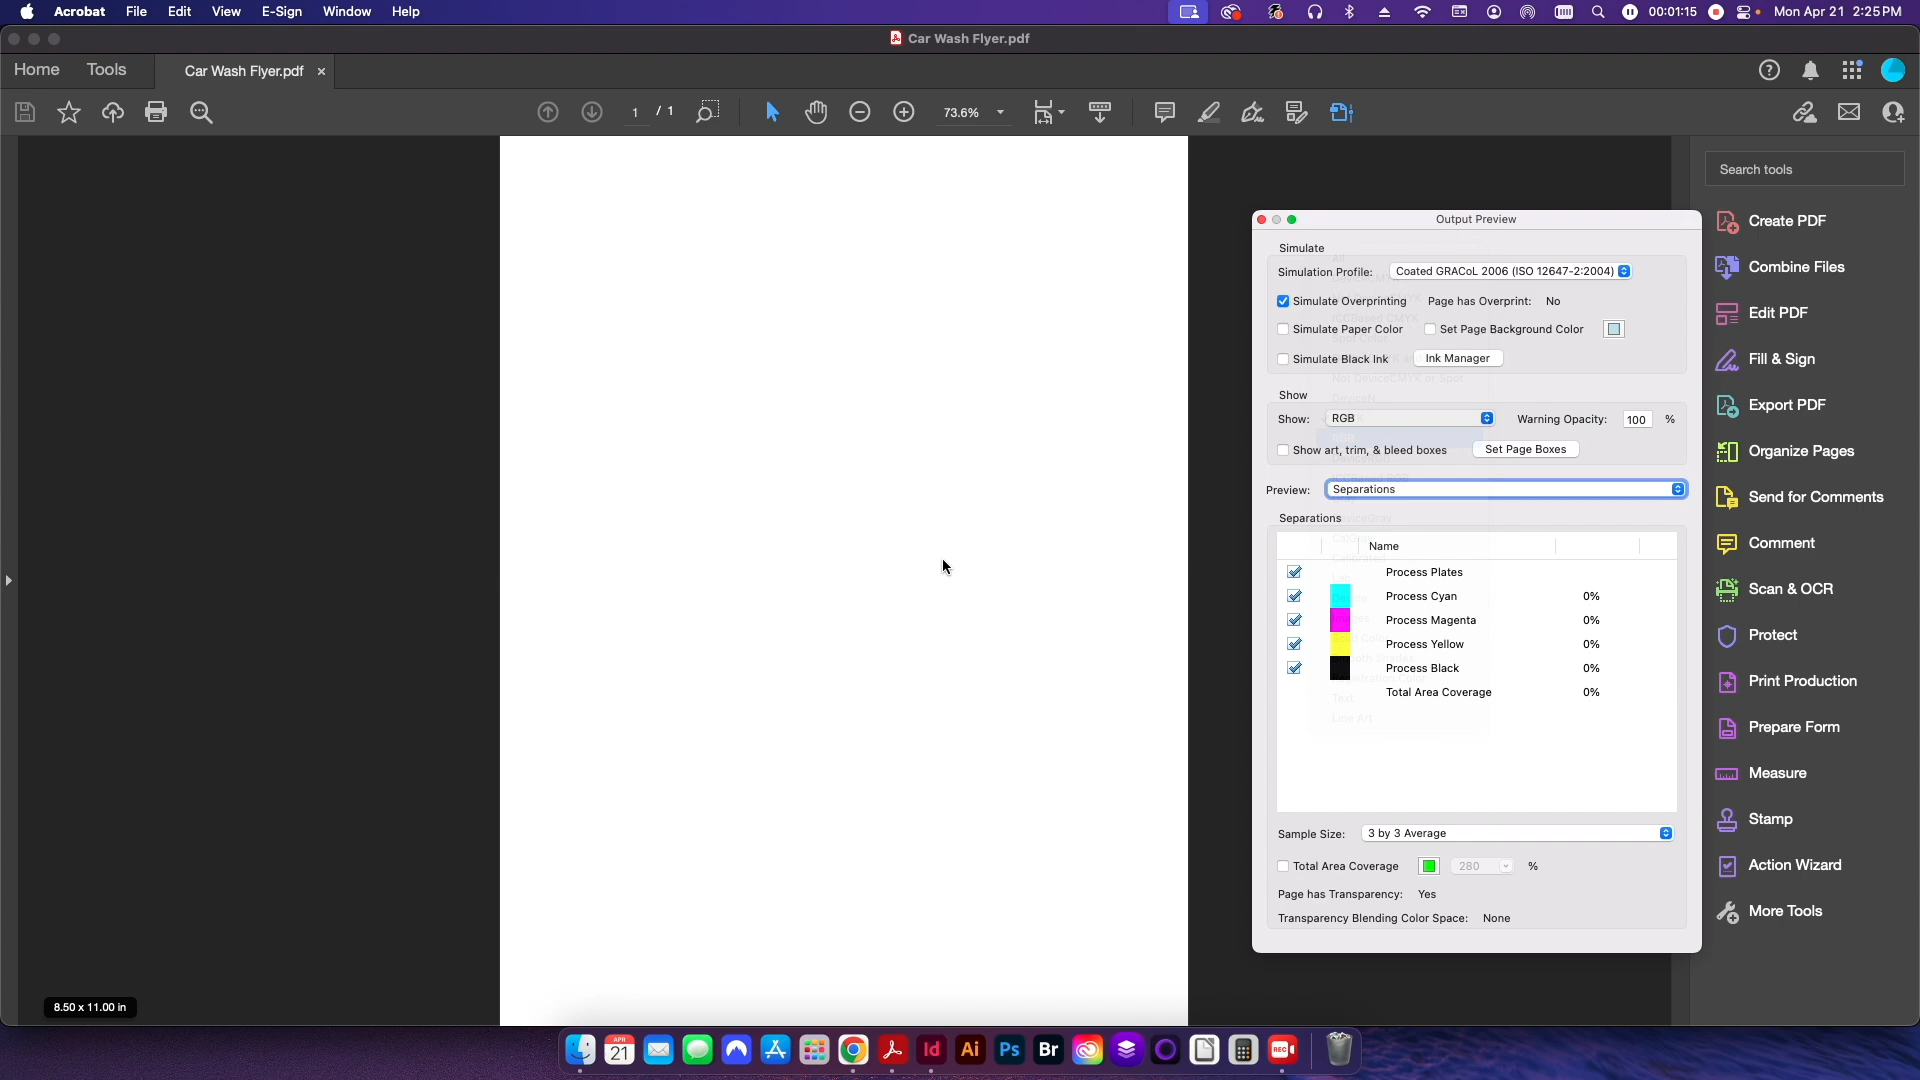 Acrobat File Edit View E-Sign Window Help 00:01:15 Mon Apr 21 2:25 PM
Car Wash Flyer.pdf
Home Tools Car Wash Flyer.pdf ×
1 / 1 73.6%
Search tools
Create PDF
Combine Files
Edit PDF
Fill & Sign
Export PDF
Organize Pages
Send for Comments
Comment
Scan & OCR
Protect
Print Production
Prepare Form
Measure
Stamp
Action Wizard
More Tools
Output Preview
Simulate
Simulation Profile: Coated GRACoL 2006 (ISO 12647-2:2004)
Simulate Overprinting Page has Overprint: No
Simulate Paper Color Set Page Background Color
Simulate Black Ink Ink Manager
Show
Show: RGB Warning Opacity: 100 %
Show art, trim, & bleed boxes Set Page Boxes
Preview: Separations
Separations
Name
Process Plates
Process Cyan 0%
Process Magenta 0%
Process Yellow 0%
Process Black 0%
Total Area Coverage 0%
Sample Size: 3 by 3 Average
Total Area Coverage 280 %
Page has Transparency: Yes
Transparency Blending Color Space: None
8.50 x 11.00 in
APR
21
Id
Ai
Ps
Br
REC